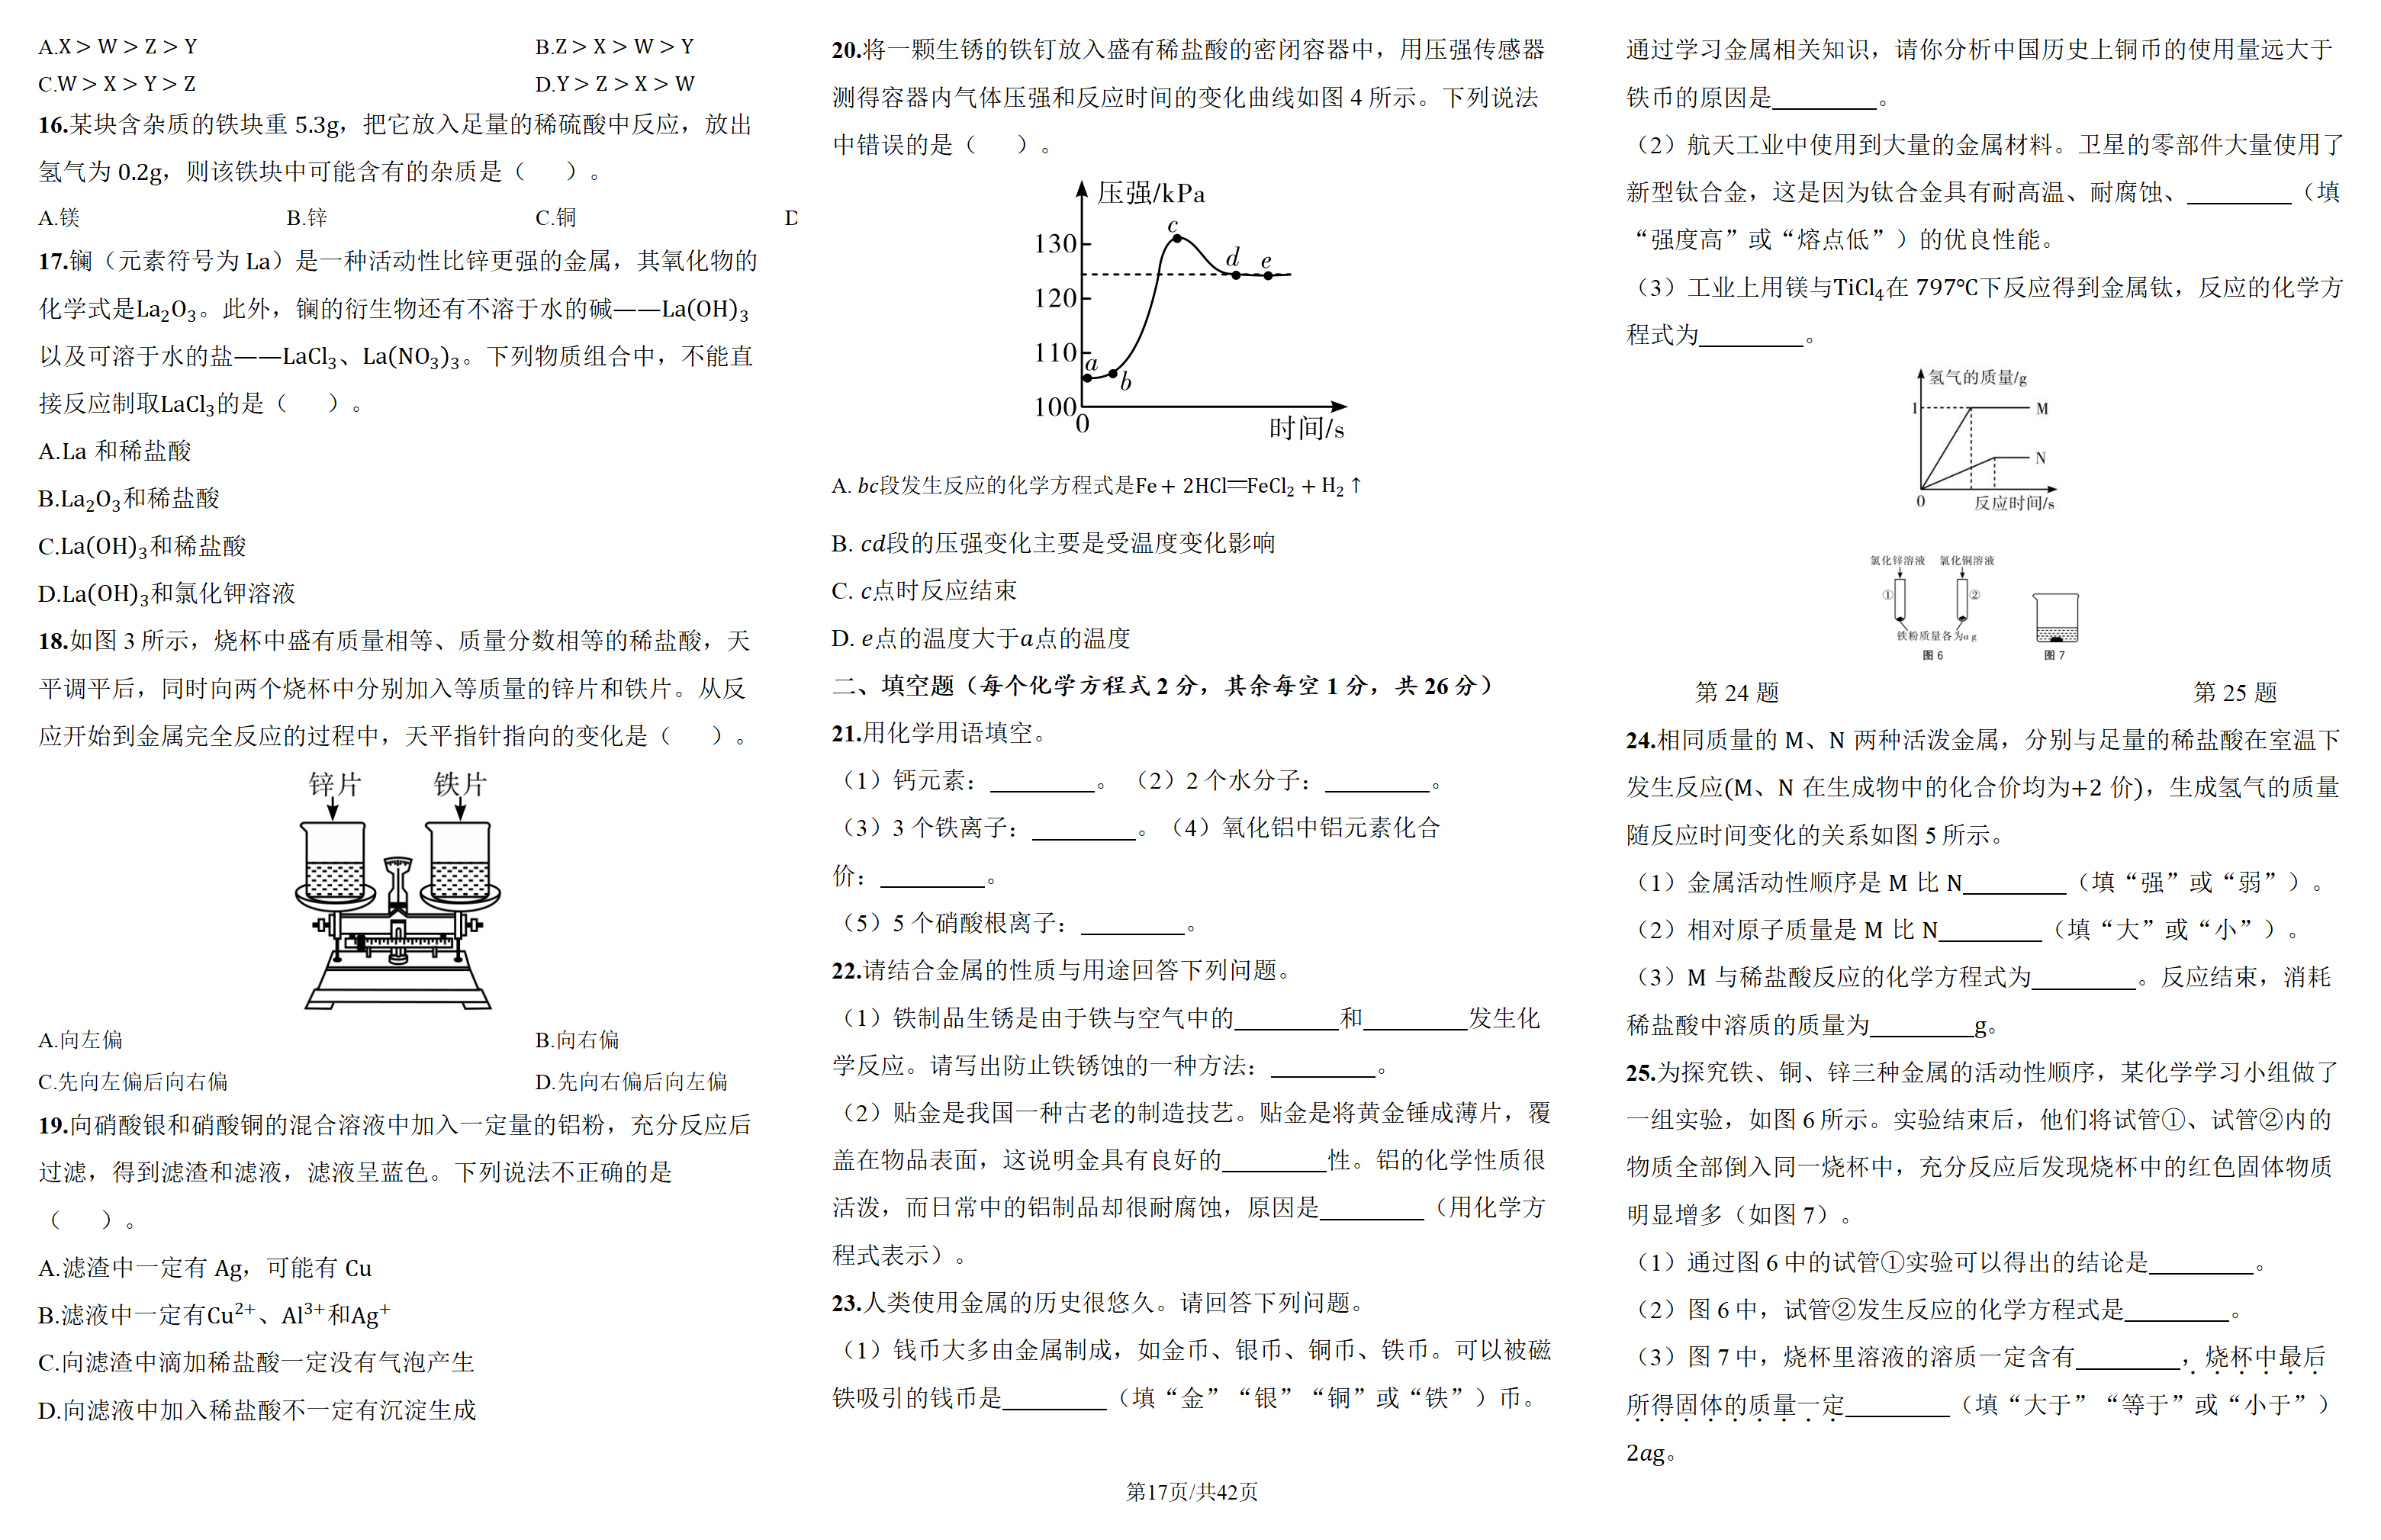 A.X > W > Z > Y B.Z > X > W > Y
C.W > X > Y > Z D.Y > Z > X > W
16.某块含杂质的铁块重 5.3g，把它放入足量的稀硫酸中反应，放出
氢气为 0.2g，则该铁块中可能含有的杂质是（ ）。
A.镁 B.锌 C.铜
17.镧（元素符号为 La）是一种活动性比锌更强的金属，其氧化物的
化学式是La₂O₃。此外，镧的衍生物还有不溶于水的碱——La(OH)₃
以及可溶于水的盐——LaCl₃、La(NO₃)₃。下列物质组合中，不能直
接反应制取LaCl₃的是（ ）。
A.La 和稀盐酸
B.La₂O₃和稀盐酸
C.La(OH)₃和稀盐酸
D.La(OH)₃和氯化钾溶液
18.如图 3 所示，烧杯中盛有质量相等、质量分数相等的稀盐酸，天
平调平后，同时向两个烧杯中分别加入等质量的锌片和铁片。从反
应开始到金属完全反应的过程中，天平指针指向的变化是（ ）。
锌片 铁片
A.向左偏 B.向右偏
C.先向左偏后向右偏 D.先向右偏后向左偏
19.向硝酸银和硝酸铜的混合溶液中加入一定量的铝粉，充分反应后
过滤，得到滤渣和滤液，滤液呈蓝色。下列说法不正确的是
（ ）。
A.滤渣中一定有 Ag，可能有 Cu
B.滤液中一定有Cu²⁺、Al³⁺和Ag⁺
C.向滤渣中滴加稀盐酸一定没有气泡产生
D.向滤液中加入稀盐酸不一定有沉淀生成
20.将一颗生锈的铁钉放入盛有稀盐酸的密闭容器中，用压强传感器
测得容器内气体压强和反应时间的变化曲线如图 4 所示。下列说法
中错误的是（ ）。
压强/kPa
130
120
110
100
0
a b c d e
时间/s
A. bc段发生反应的化学方程式是Fe + 2HCl═FeCl₂ + H₂ ↑
B. cd段的压强变化主要是受温度变化影响
C. c点时反应结束
D. e点的温度大于a点的温度
二、填空题（每个化学方程式 2 分，其余每空 1 分，共 26 分）
21.用化学用语填空。
（1）钙元素：________。（2）2 个水分子：________。
（3）3 个铁离子：________。（4）氧化铝中铝元素化合
价：________。
（5）5 个硝酸根离子：________。
22.请结合金属的性质与用途回答下列问题。
（1）铁制品生锈是由于铁与空气中的________和________发生化
学反应。请写出防止铁锈蚀的一种方法：________。
（2）贴金是我国一种古老的制造技艺。贴金是将黄金锤成薄片，覆
盖在物品表面，这说明金具有良好的________性。铝的化学性质很
活泼，而日常中的铝制品却很耐腐蚀，原因是________（用化学方
程式表示）。
23.人类使用金属的历史很悠久。请回答下列问题。
（1）钱币大多由金属制成，如金币、银币、铜币、铁币。可以被磁
铁吸引的钱币是________（填“金”“银”“铜”或“铁”）币。
通过学习金属相关知识，请你分析中国历史上铜币的使用量远大于
铁币的原因是________。
（2）航天工业中使用到大量的金属材料。卫星的零部件大量使用了
新型钛合金，这是因为钛合金具有耐高温、耐腐蚀、________（填
“强度高”或“熔点低”）的优良性能。
（3）工业上用镁与TiCl₄在 797℃下反应得到金属钛，反应的化学方
程式为________。
氢气的质量/g
1
M
N
0
反应时间/s
氯化锌溶液 氯化铜溶液
① ②
铁粉质量各为a g
图 6 图 7
第 24 题 第 25 题
24.相同质量的 M、N 两种活泼金属，分别与足量的稀盐酸在室温下
发生反应(M、N 在生成物中的化合价均为+2 价)，生成氢气的质量
随反应时间变化的关系如图 5 所示。
（1）金属活动性顺序是 M 比 N________（填“强”或“弱”）。
（2）相对原子质量是 M 比 N________（填“大”或“小”）。
（3）M 与稀盐酸反应的化学方程式为________。反应结束，消耗
稀盐酸中溶质的质量为________g。
25.为探究铁、铜、锌三种金属的活动性顺序，某化学学习小组做了
一组实验，如图 6 所示。实验结束后，他们将试管①、试管②内的
物质全部倒入同一烧杯中，充分反应后发现烧杯中的红色固体物质
明显增多（如图 7）。
（1）通过图 6 中的试管①实验可以得出的结论是________。
（2）图 6 中，试管②发生反应的化学方程式是________。
（3）图 7 中，烧杯里溶液的溶质一定含有________，烧杯中最后
所得固体的质量一定________（填“大于”“等于”或“小于”）
2ag。
第17页/共42页